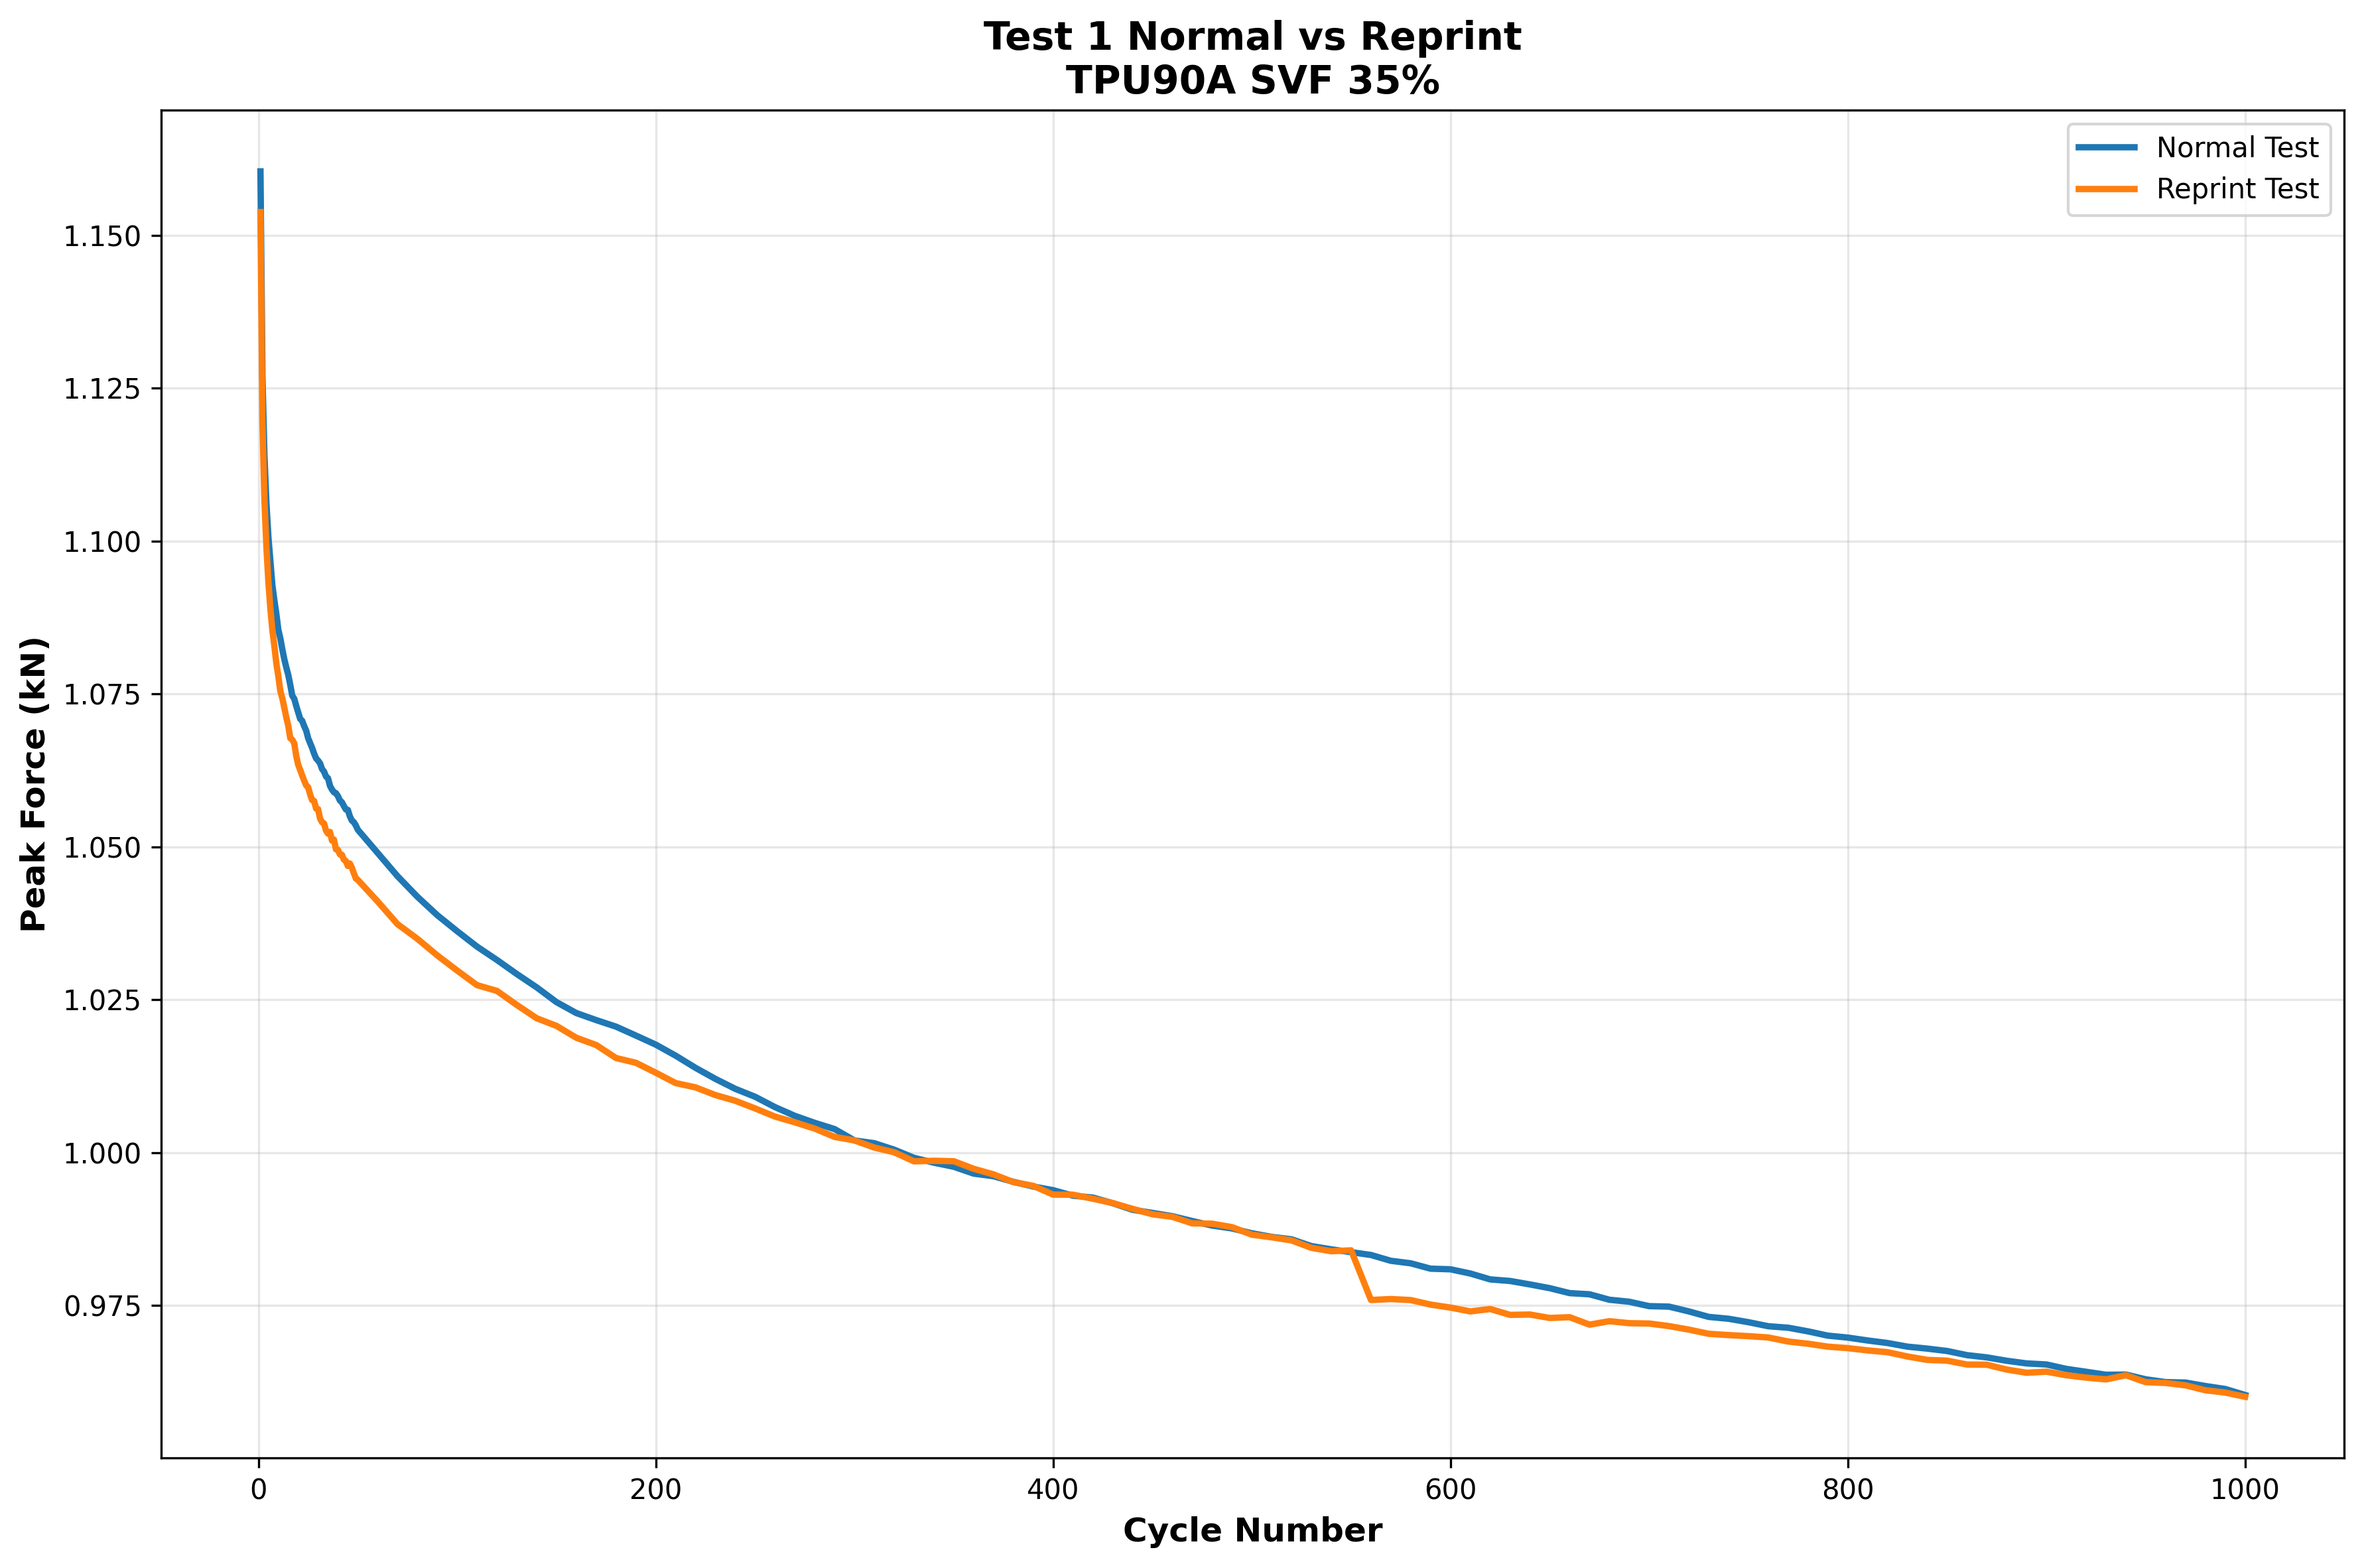 Test 1 Normal vs Reprint
TPU90A SVF 35%
Normal Test
Reprint Test
Peak Force (kN)
1.150
1.125
1.100
1.075
1.050
1.025
1.000
0.975
0 200 400 600 800 1000
Cycle Number